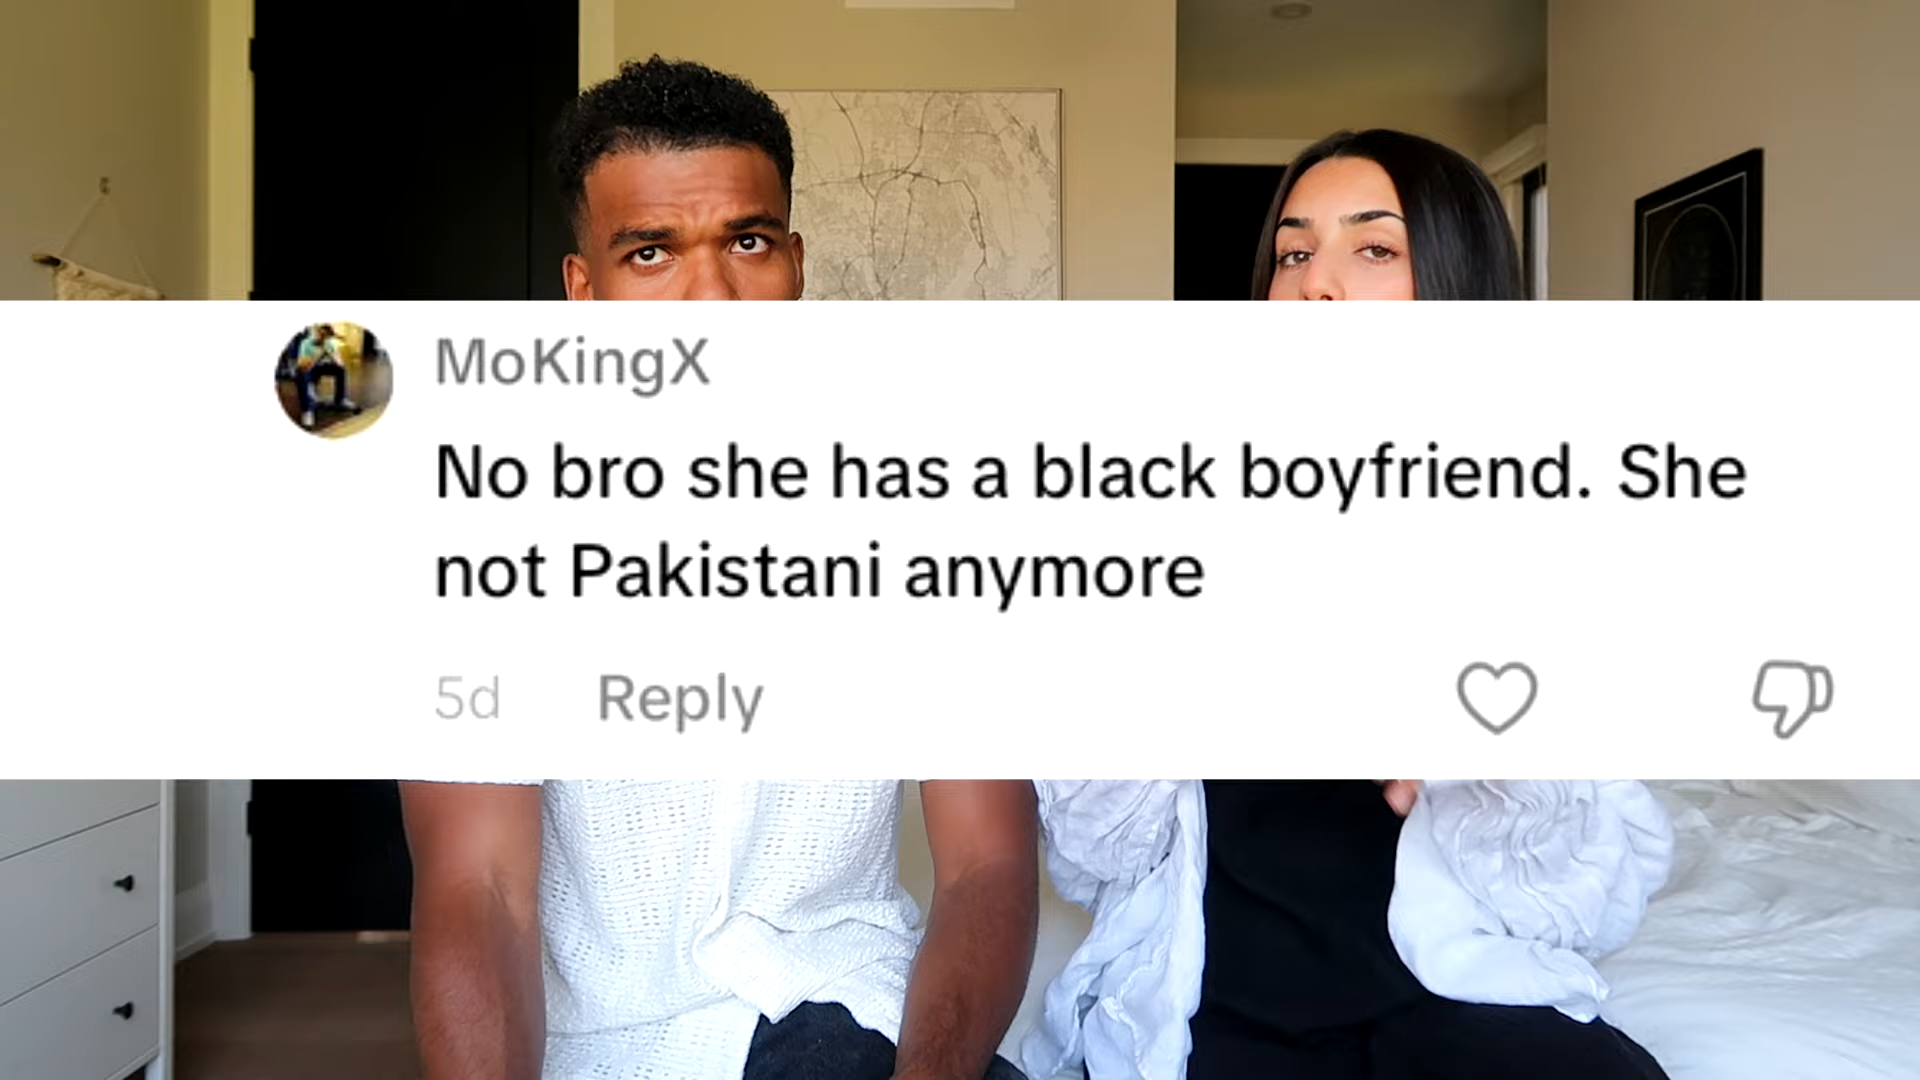 MoKingX
No bro she has a black boyfriend. She
not Pakistani anymore
5d Reply